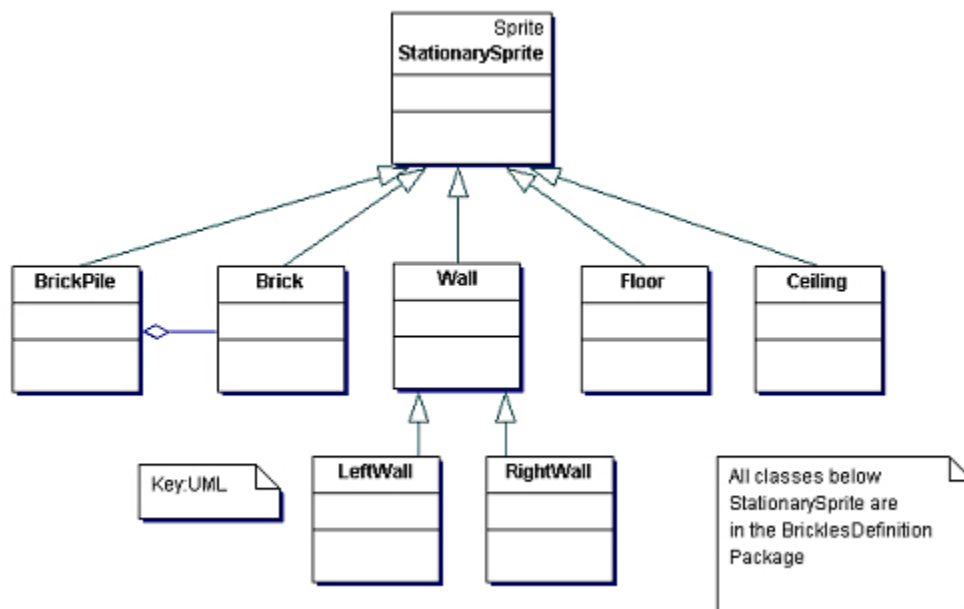 Sprite
StationarySprite
BrickPile
Brick
Wall
Floor
Ceiling
LeftWall
RightWall
Key:UML
All classes below
StationarySprite are
in the BricklesDefinition
Package